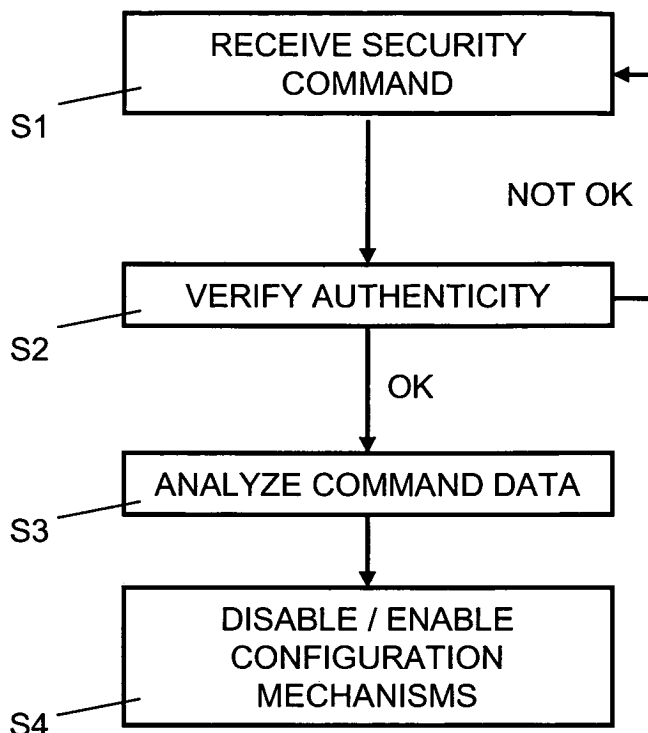 RECEIVE SECURITY
COMMAND
S1
NOT OK
VERIFY AUTHENTICITY
S2
OK
ANALYZE COMMAND DATA
S3
DISABLE / ENABLE
CONFIGURATION
MECHANISMS
S4